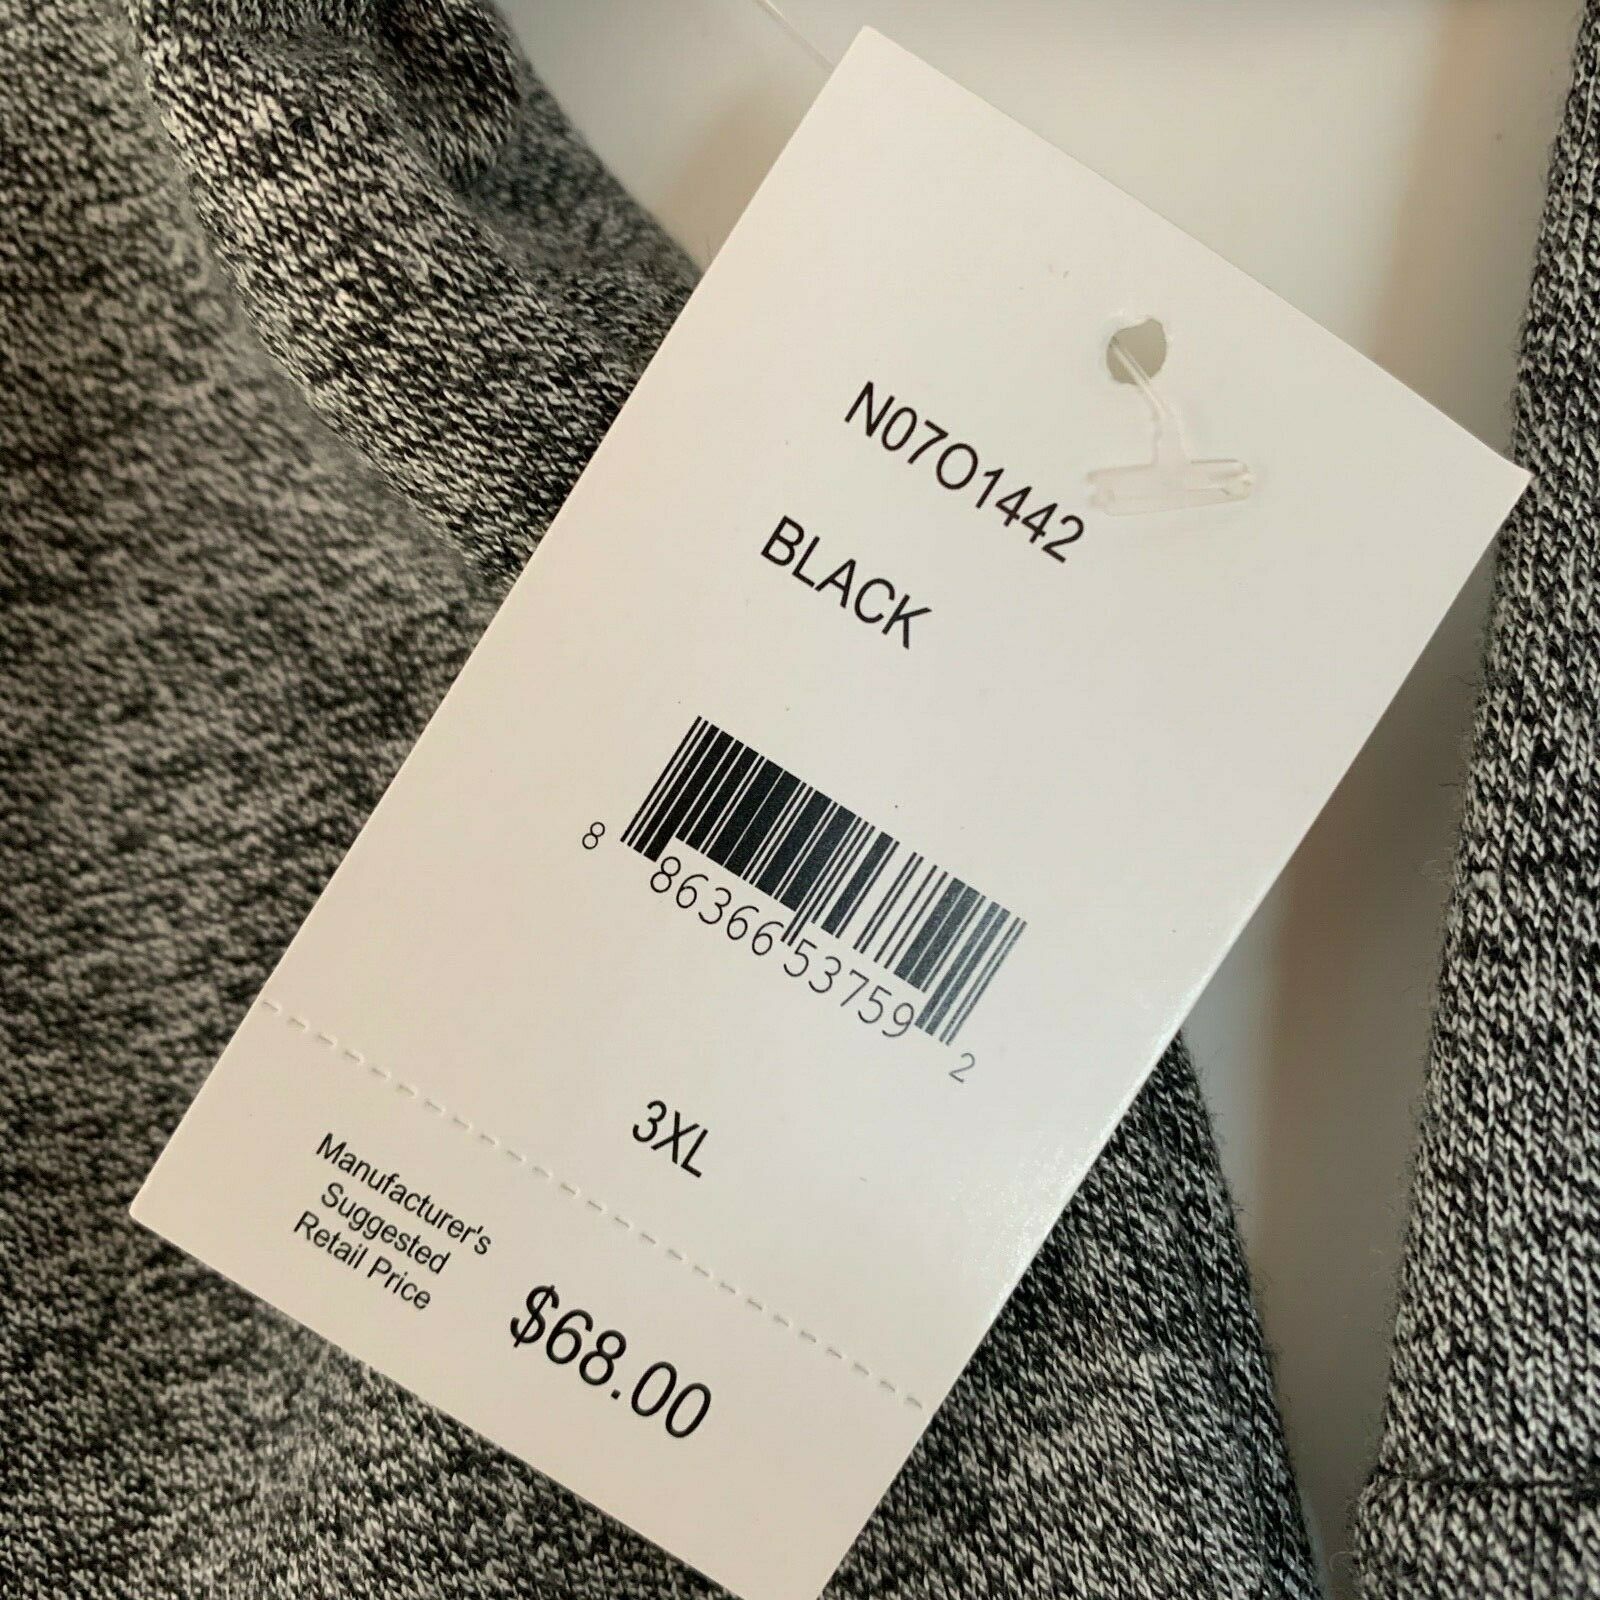 N07O1442
BLACK
8 86366 53759 2
3XL
Manufacturer's
Suggested
Retail Price
$68.00